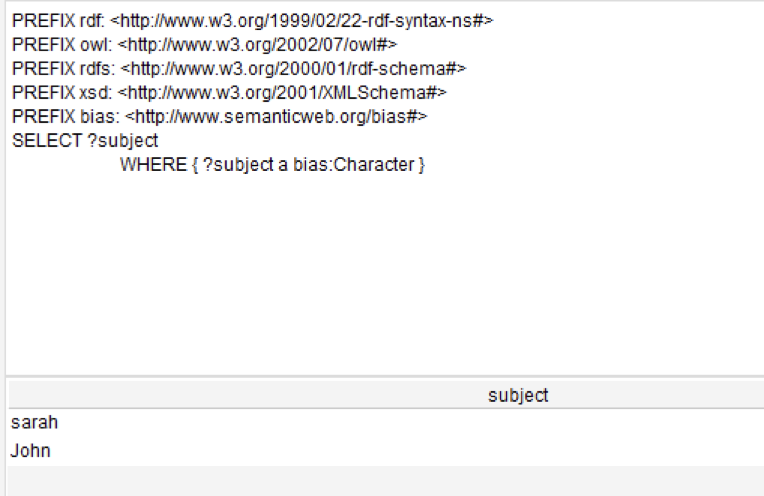 PREFIX rdf: <http://www.w3.org/1999/02/22-rdf-syntax-ns#>
PREFIX owl: <http://www.w3.org/2002/07/owl#>
PREFIX rdfs: <http://www.w3.org/2000/01/rdf-schema#>
PREFIX xsd: <http://www.w3.org/2001/XMLSchema#>
PREFIX bias: <http://www.semanticweb.org/bias#>
SELECT ?subject
WHERE { ?subject a bias:Character }
subject
sarah
John